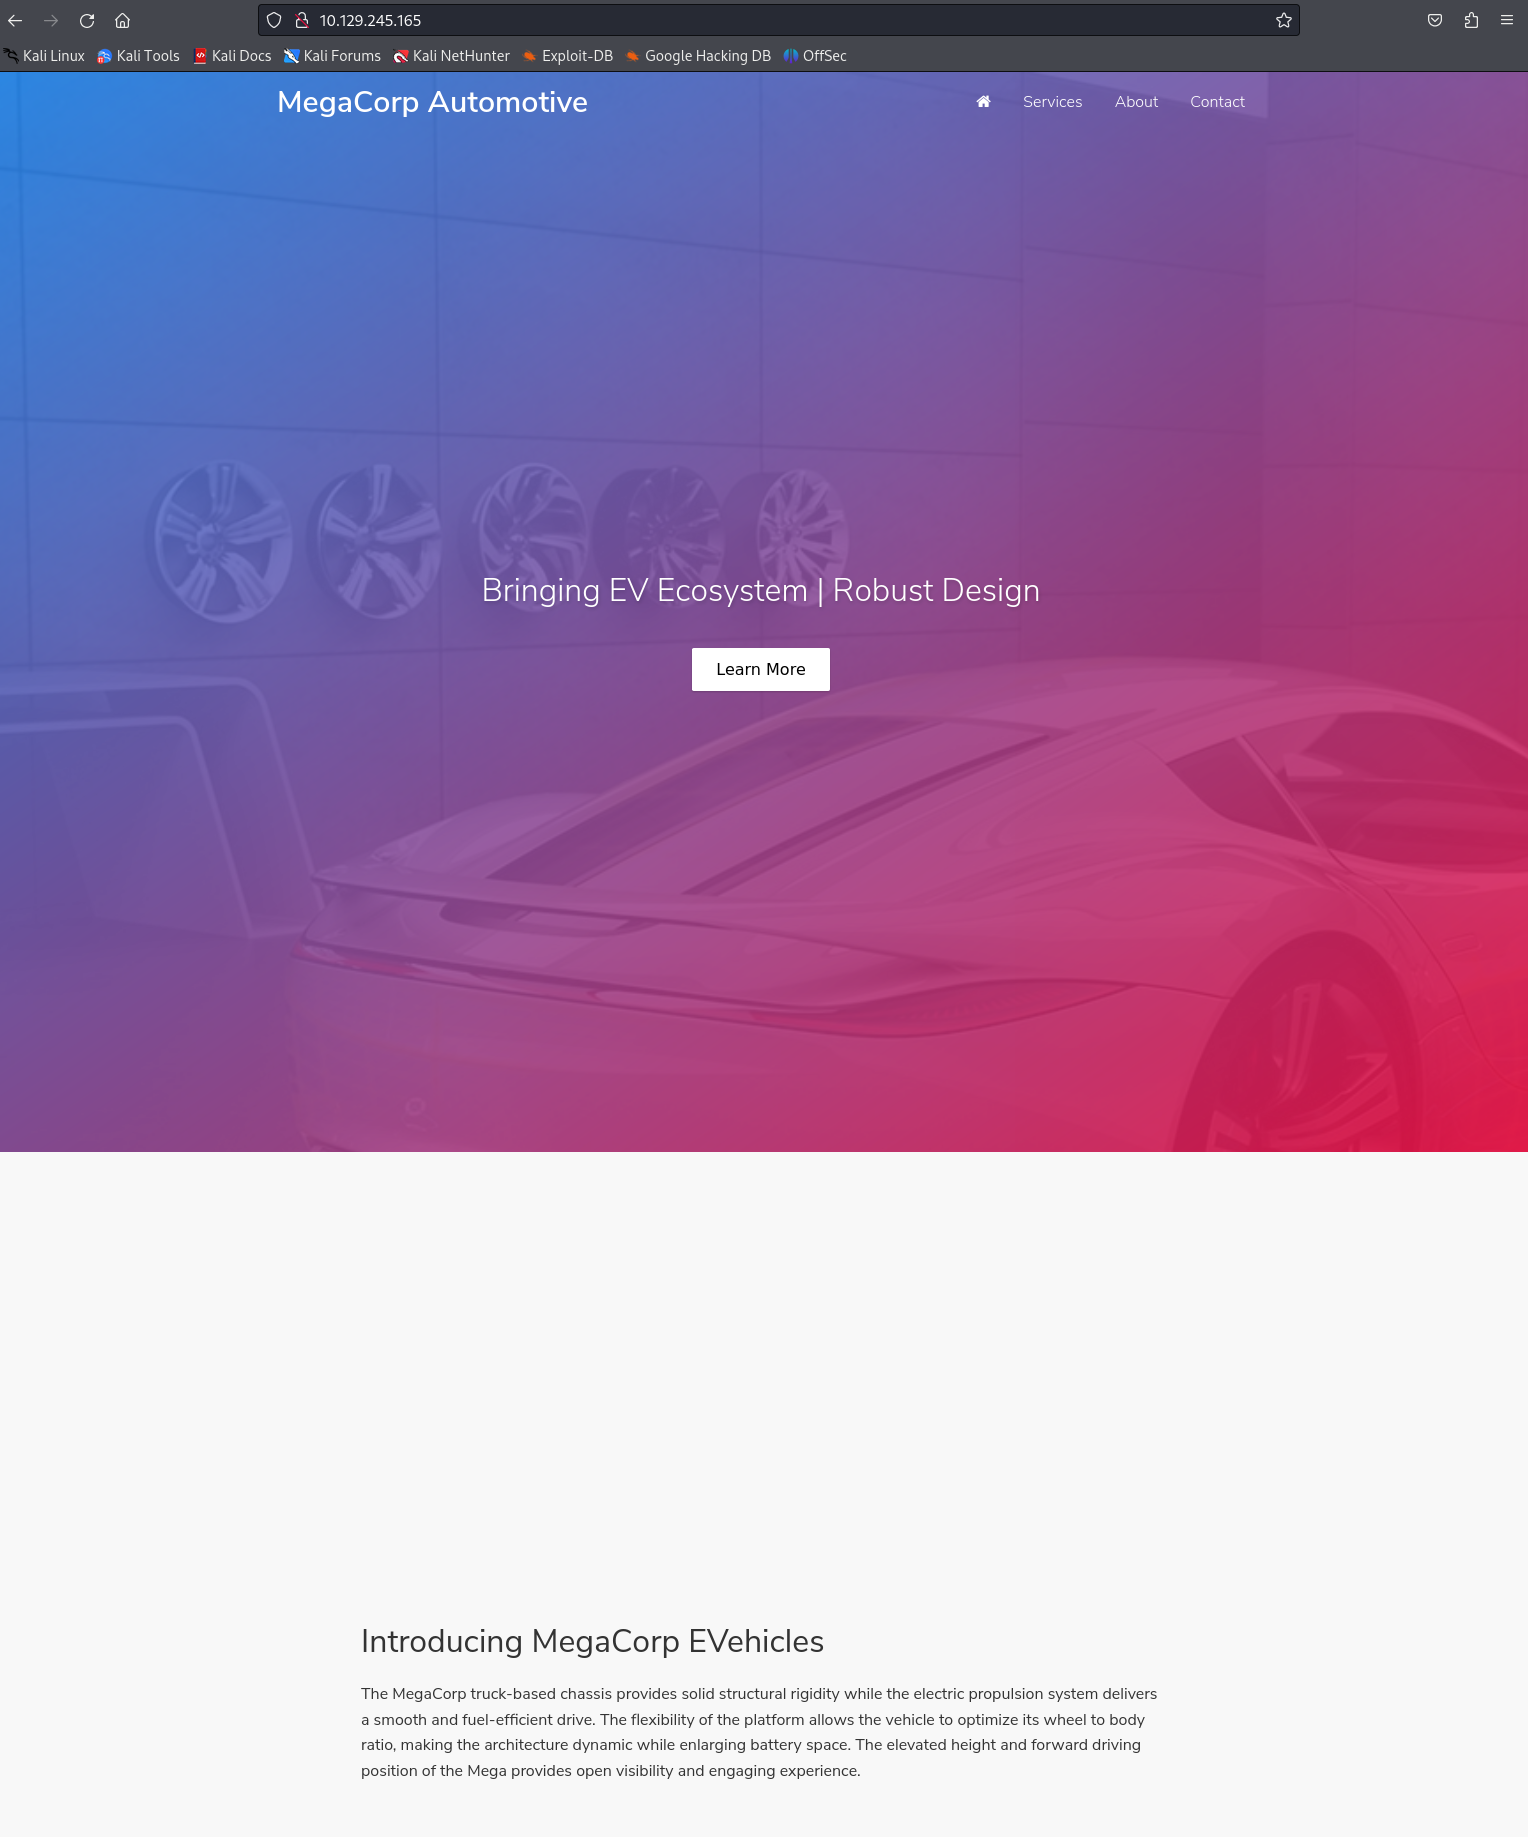 10.129.245.165
Kali Linux Kali Tools Kali Docs Kali Forums Kali NetHunter Exploit-DB Google Hacking DB OffSec
MegaCorp Automotive Services About Contact
Bringing EV Ecosystem | Robust Design
Learn More
Introducing MegaCorp EVehicles
The MegaCorp truck-based chassis provides solid structural rigidity while the electric propulsion system delivers
a smooth and fuel-efficient drive. The flexibility of the platform allows the vehicle to optimize its wheel to body
ratio, making the architecture dynamic while enlarging battery space. The elevated height and forward driving
position of the Mega provides open visibility and engaging experience.